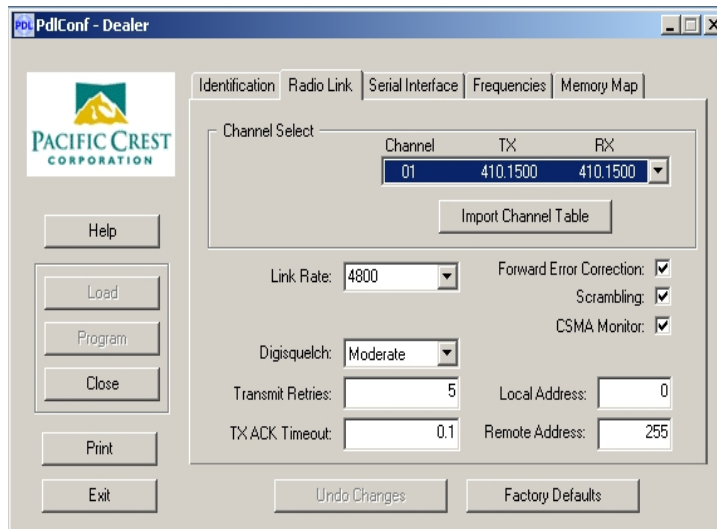 PDL PdlConf - Dealer
PACIFIC CREST
CORPORATION
Help
Load
Program
Close
Print
Exit
Identification Radio Link Serial Interface Frequencies Memory Map
Channel Select
Channel TX RX
01 410.1500 410.1500
Import Channel Table
Link Rate: 4800
Forward Error Correction:
Scrambling:
CSMA Monitor:
Digisquelch: Moderate
Transmit Retries: 5
Local Address: 0
TX ACK Timeout: 0.1
Remote Address: 255
Undo Changes
Factory Defaults